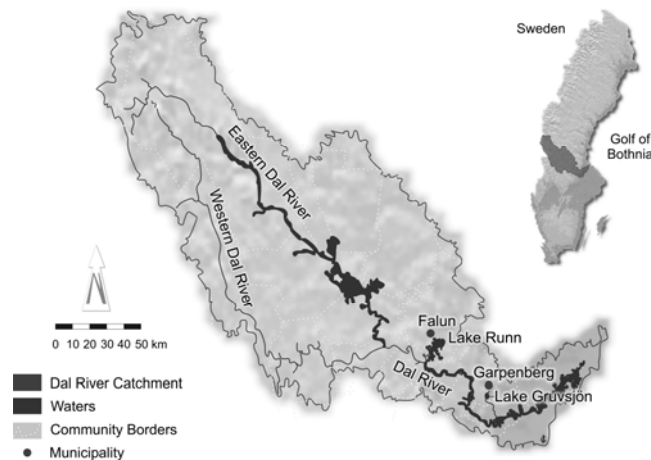 Sweden
Golf of
Bothnia
Eastern Dal River
Western Dal River
N
0 10 20 30 40 50 km
Falun
Lake Runn
Garpenberg
Dal River
Lake Gruvsjön
Dal River Catchment
Waters
Community Borders
Municipality